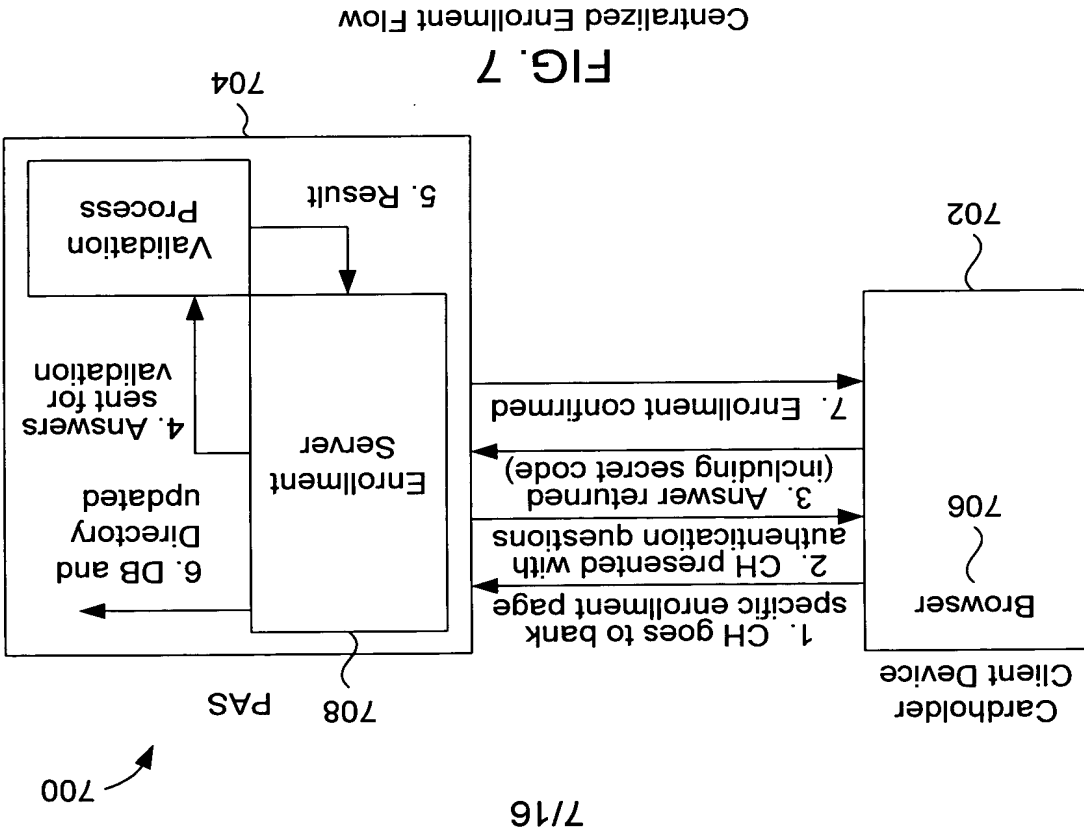 7/16
700
Cardholder
Client Device
Browser
706
702
1. CH goes to bank
specific enrollment page
2. CH presented with
authentication questions
3. Answer returned
(including secret code)
7. Enrollment confirmed
708
PAS
Enrollment
Server
6. DB and
Directory
updated
4. Answers
sent for
validation
5. Result
Validation
Process
704
FIG. 7
Centralized Enrollment Flow